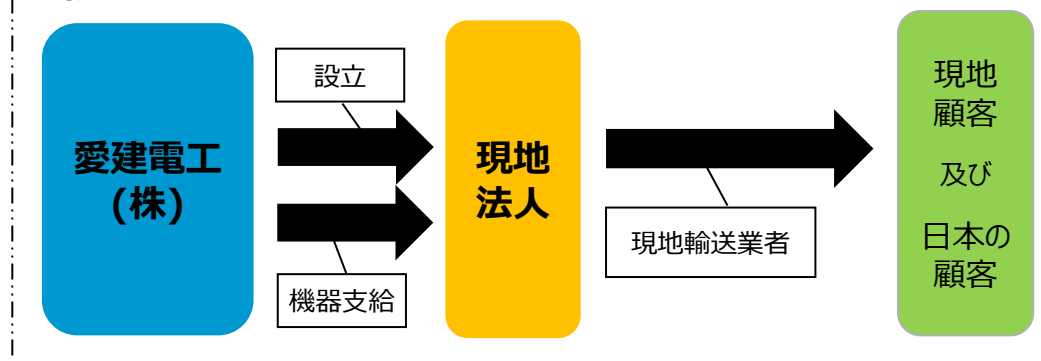 愛建電工
(株)
設立
機器支給
現地
法人
現地輸送業者
現地
顧客
及び
日本の
顧客